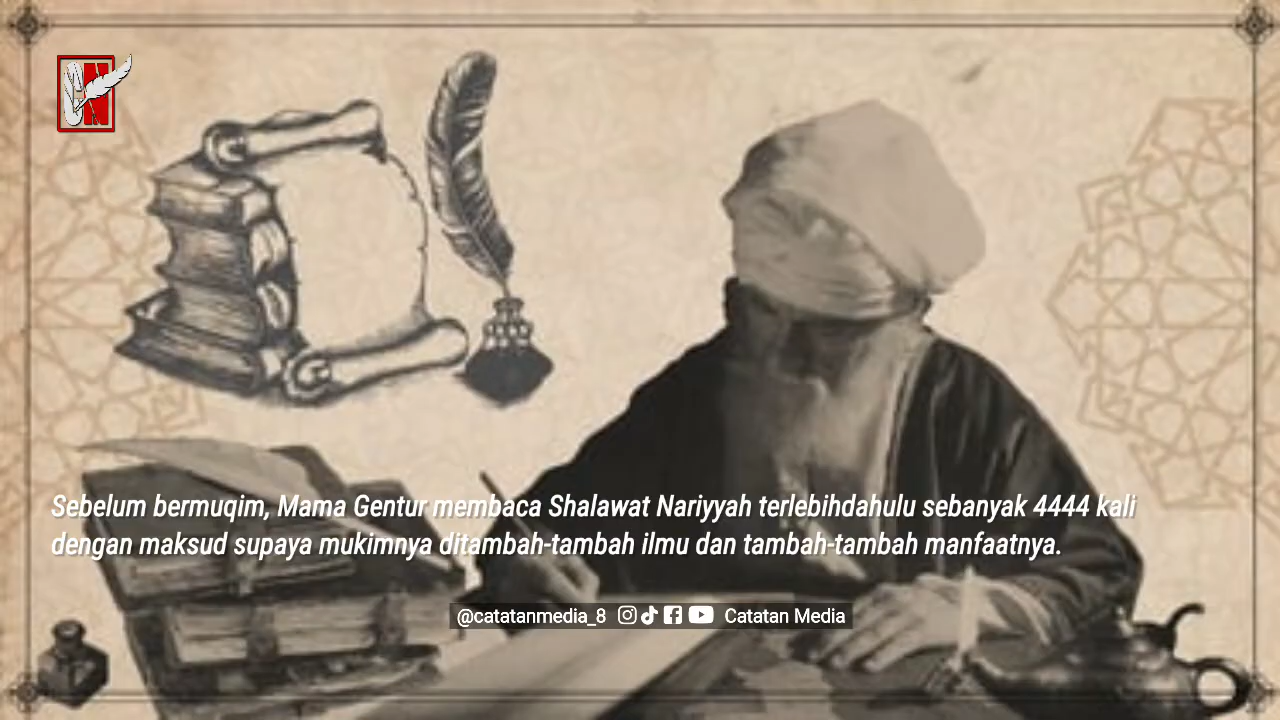 Sebelum bermuqim, Mama Gentur membaca Shalawat Nariyyah terlebihdahulu sebanyak 4444 kali
dengan maksud supaya mukimnya ditambah-tambah ilmu dan tambah-tambah manfaatnya.
@catatanmedia_8 Catatan Media